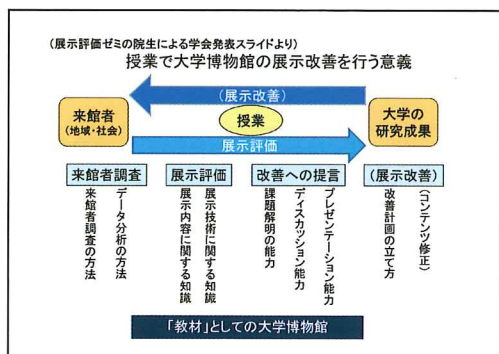 (展示評価ゼミの院生による学会発表スライドより)
授業で大学博物館の展示改善を行う意義
(展示改善)
来館者
(地域・社会)
授業
大学の
研究成果
展示評価
来館者調査
データ分析の方法
来館者調査の方法
展示評価
展示技術に関する知識
展示内容に関する知識
改善への提言
プレゼンテーション能力
ディスカッション能力
課題解明の能力
(展示改善)
(コンテンツ修正)
改善計画の立て方
「教材」としての大学博物館